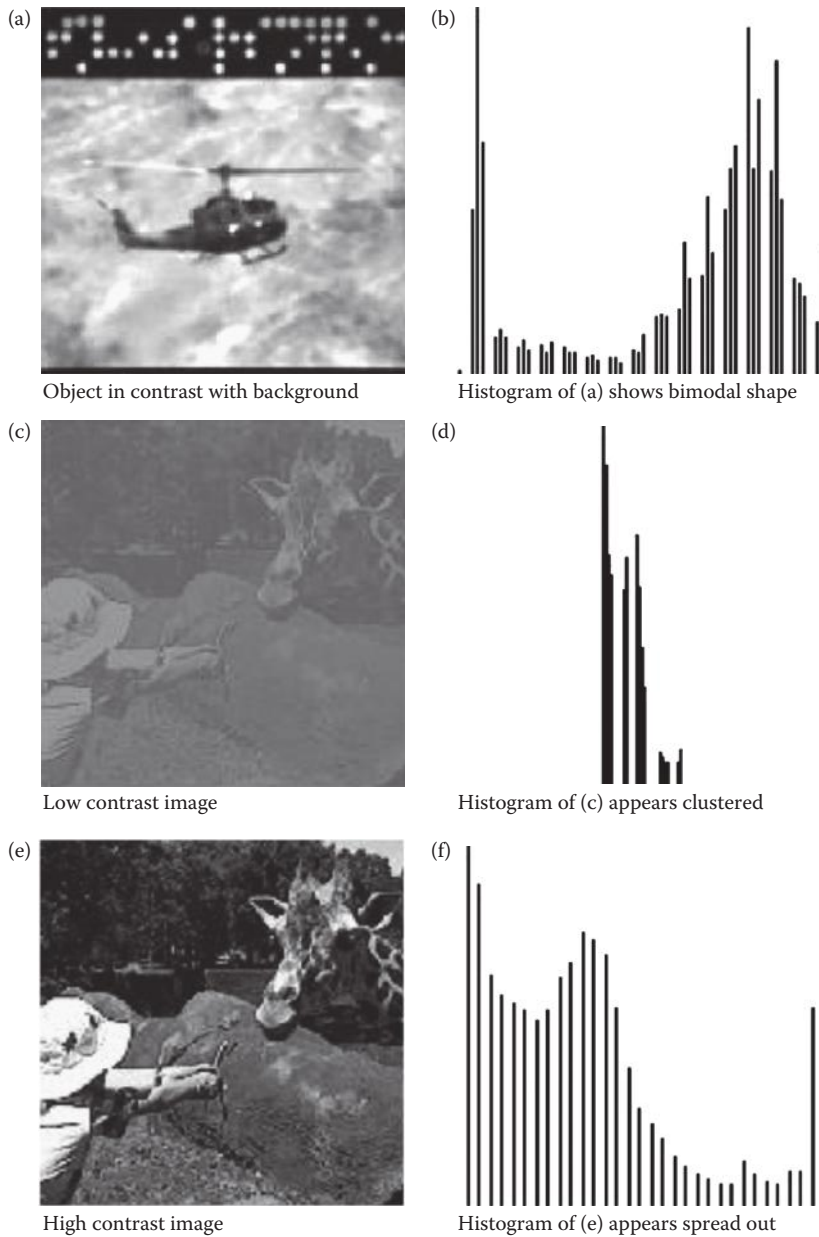 (a)
(b)
Object in contrast with background
Histogram of (a) shows bimodal shape
(c)
(d)
Low contrast image
Histogram of (c) appears clustered
(e)
(f)
High contrast image
Histogram of (e) appears spread out